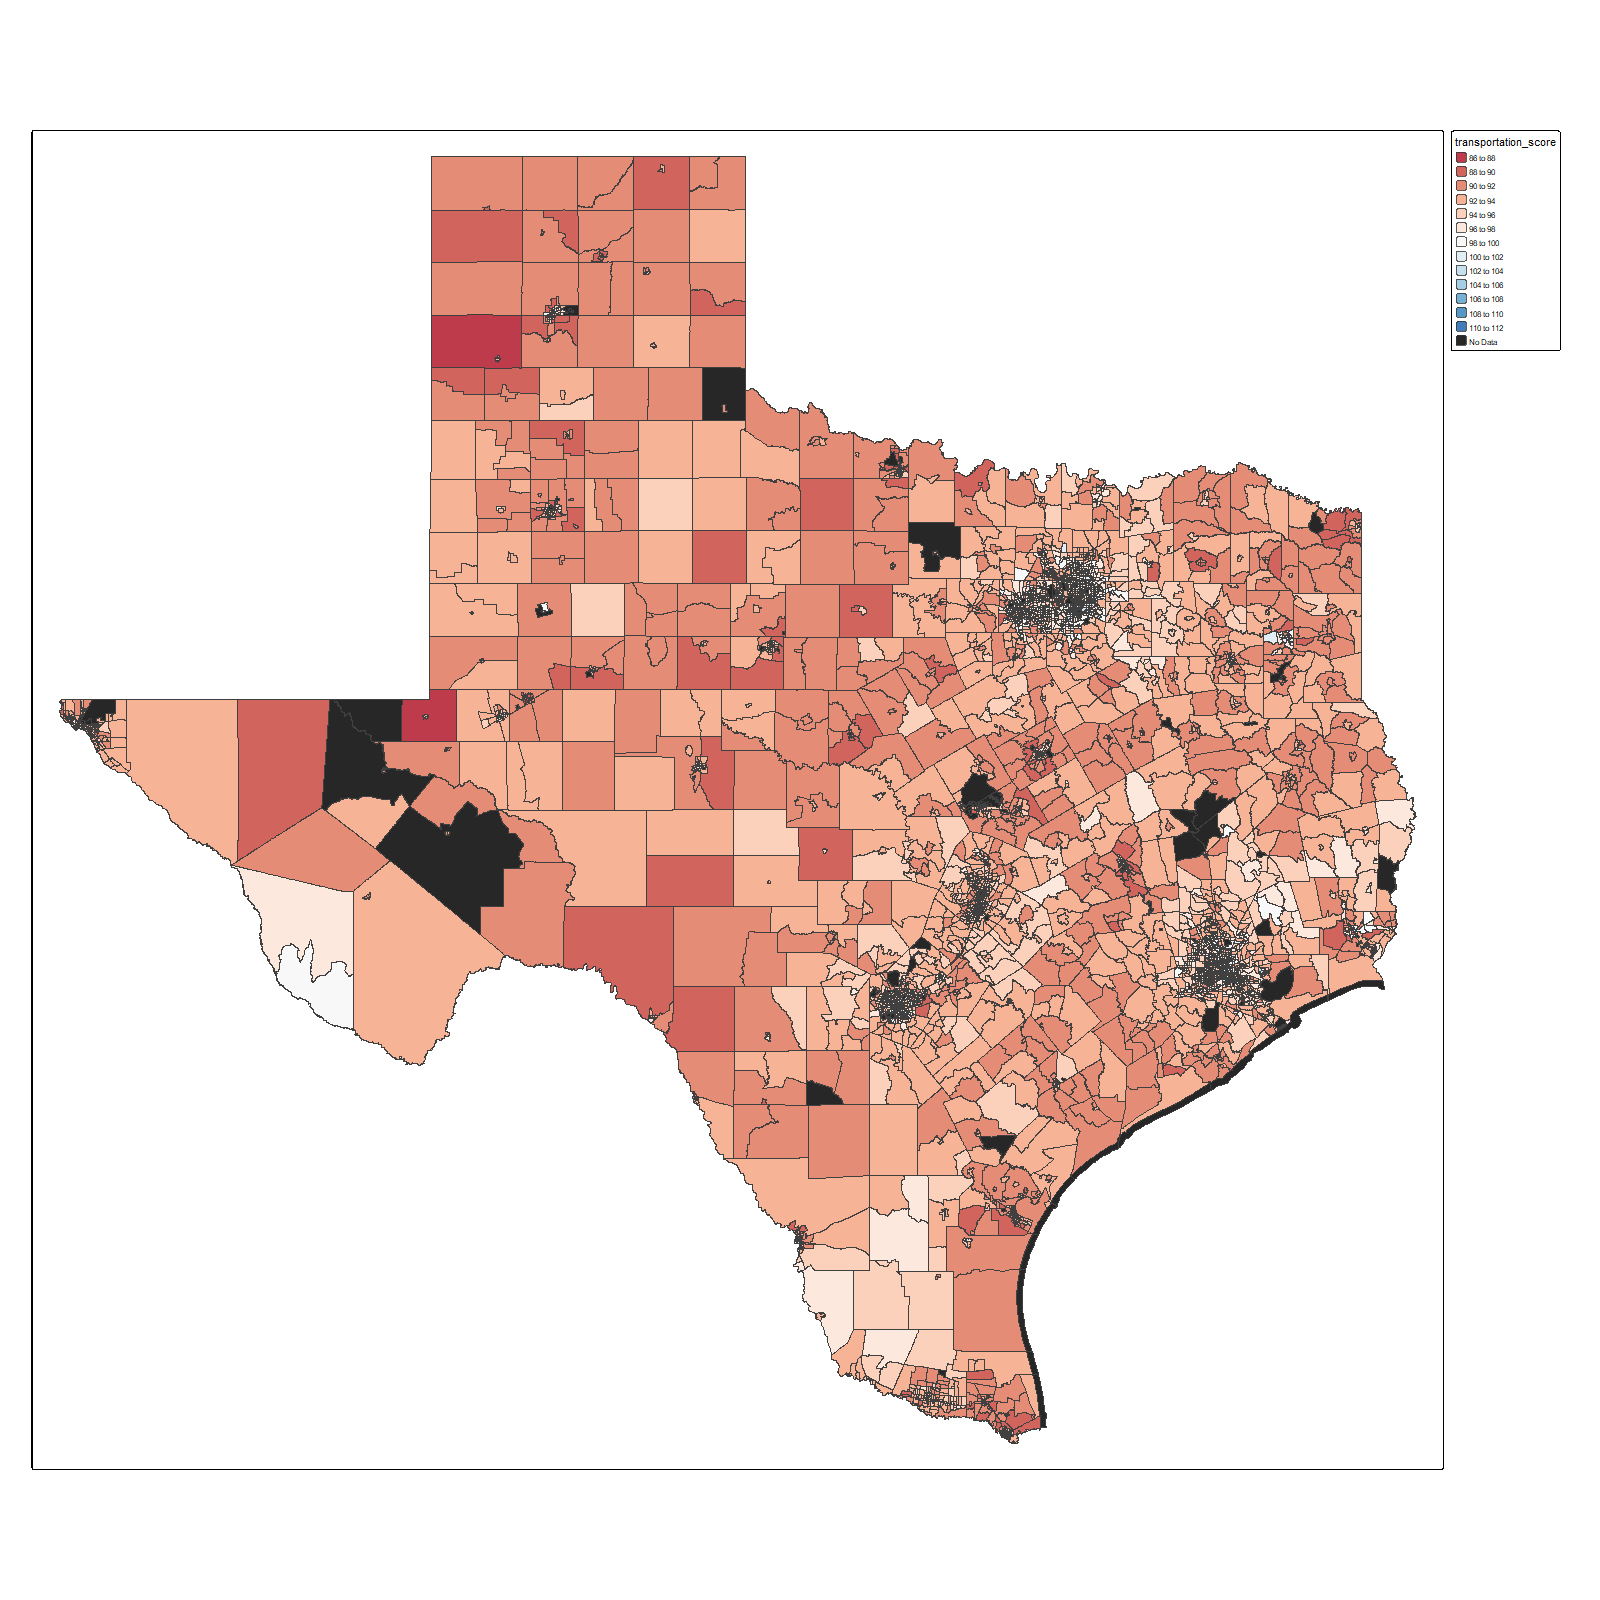 transportation_score
86 to 88
88 to 90
90 to 92
92 to 94
94 to 96
96 to 98
98 to 100
100 to 102
102 to 104
104 to 106
106 to 108
108 to 110
110 to 112
No Data